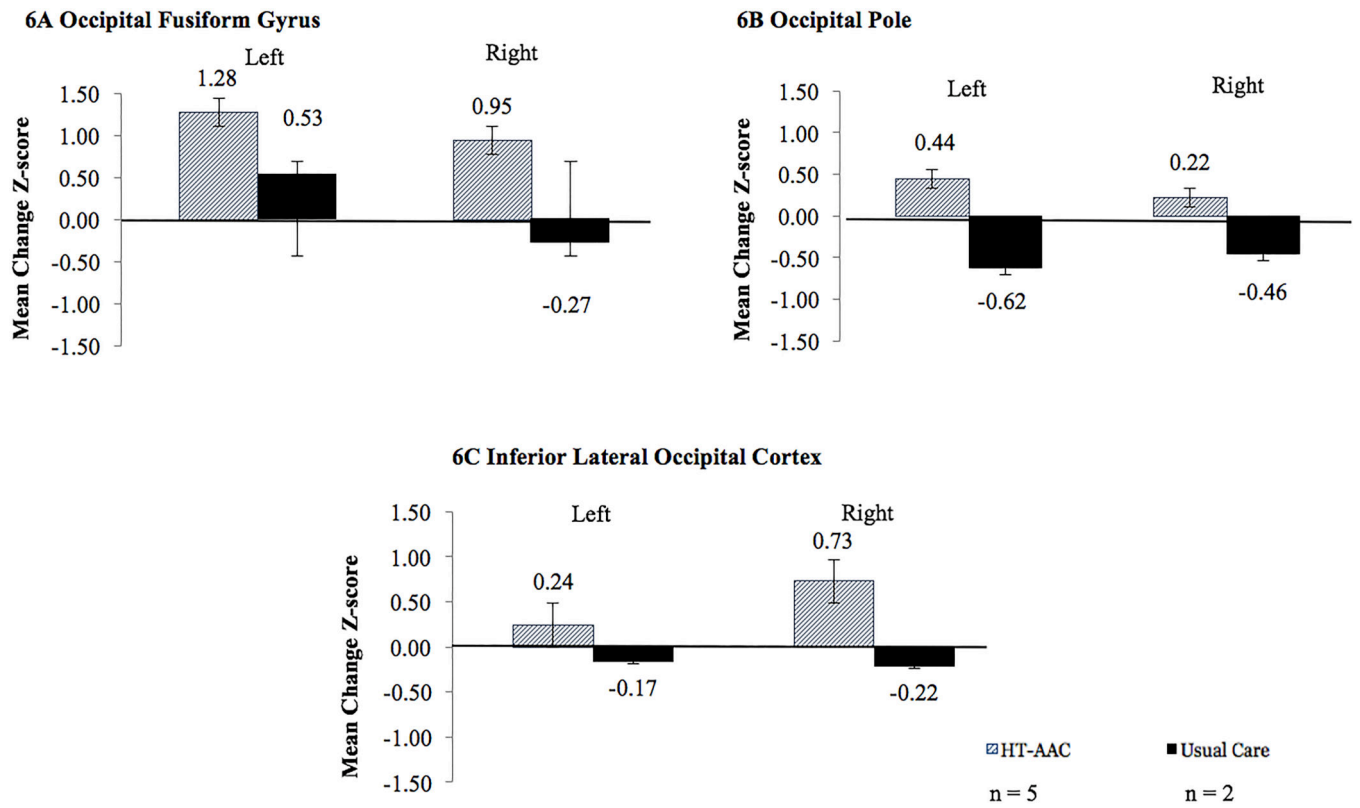 6A Occipital Fusiform Gyrus
Left
Right
1.28
0.53
0.95
-0.27
1.50
1.00
0.50
0.00
-0.50
-1.00
-1.50
Mean Change Z-score
6B Occipital Pole
Left
Right
0.44
0.22
-0.62
-0.46
1.50
1.00
0.50
0.00
-0.50
-1.00
-1.50
Mean Change Z-score
6C Inferior Lateral Occipital Cortex
Left
Right
0.24
0.73
-0.17
-0.22
1.50
1.00
0.50
0.00
-0.50
-1.00
-1.50
Mean Change Z-score
HT-AAC
Usual Care
n = 5
n = 2